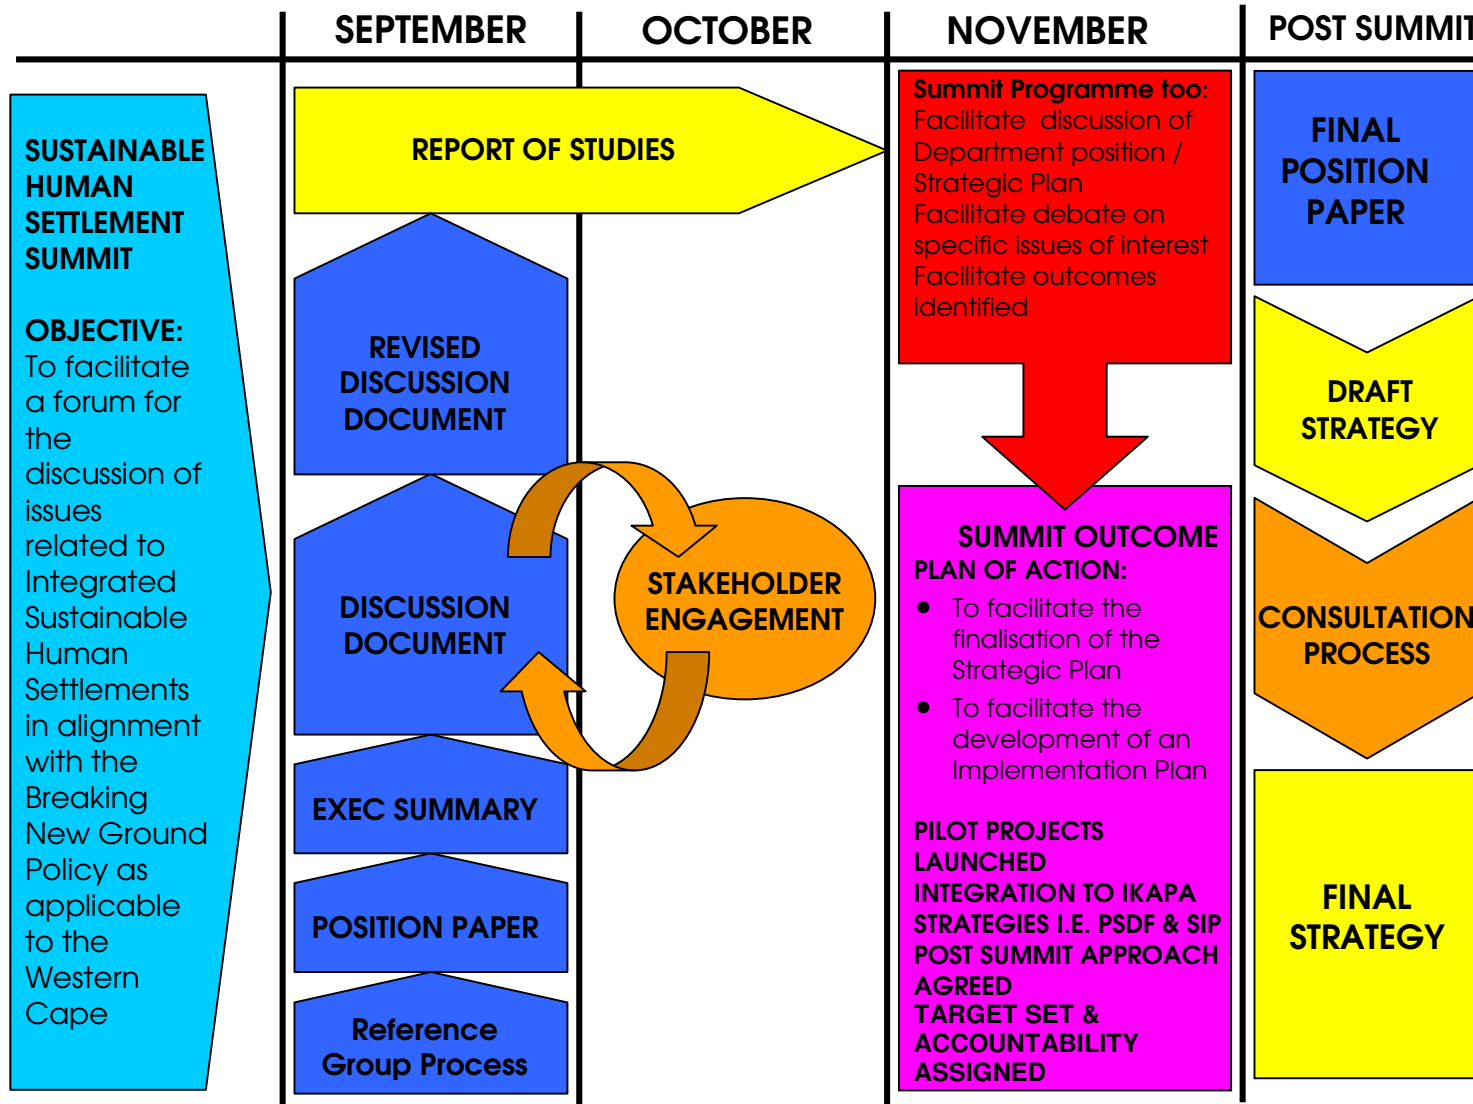 SEPTEMBER
OCTOBER
NOVEMBER
POST SUMMIT
SUSTAINABLE
HUMAN
SETTLEMENT
SUMMIT
OBJECTIVE:
To facilitate
a forum for
the
discussion of
issues
related to
Integrated
Sustainable
Human
Settlements
in alignment
with the
Breaking
New Ground
Policy as
applicable
to the
Western
Cape
REPORT OF STUDIES
REVISED
DISCUSSION
DOCUMENT
DISCUSSION
DOCUMENT
EXEC SUMMARY
POSITION PAPER
Reference
Group Process
STAKEHOLDER
ENGAGEMENT
Summit Programme too:
Facilitate discussion of
Department position /
Strategic Plan
Facilitate debate on
specific issues of interest
Facilitate outcomes
identified
SUMMIT OUTCOME
PLAN OF ACTION:
• To facilitate the
finalisation of the
Strategic Plan
• To facilitate the
development of an
Implementation Plan
PILOT PROJECTS
LAUNCHED
INTEGRATION TO IKAPA
STRATEGIES I.E. PSDF & SIP
POST SUMMIT APPROACH
AGREED
TARGET SET &
ACCOUNTABILITY
ASSIGNED
FINAL
POSITION
PAPER
DRAFT
STRATEGY
CONSULTATION
PROCESS
FINAL
STRATEGY